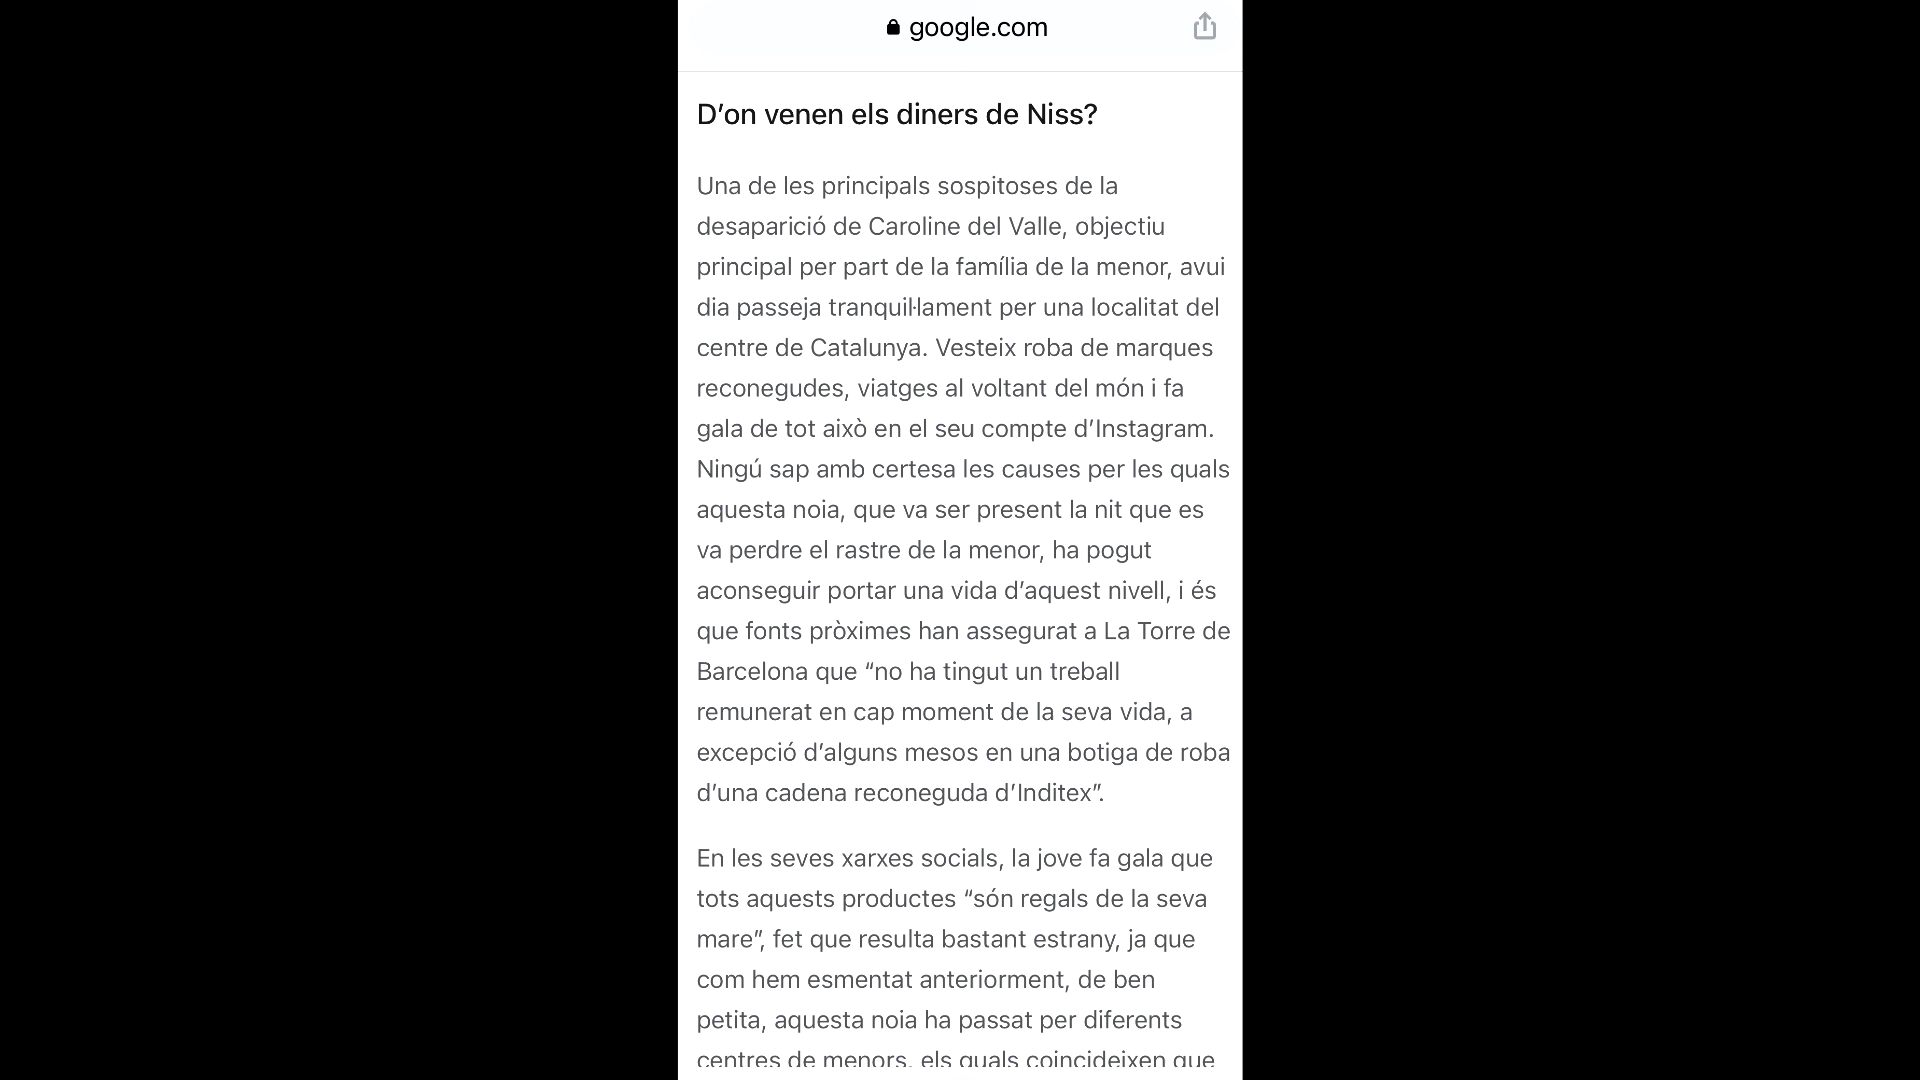 google.com
D’on venen els diners de Niss?
Una de les principals sospitoses de la
desaparició de Caroline del Valle, objectiu
principal per part de la família de la menor, avui
dia passeja tranquil·lament per una localitat del
centre de Catalunya. Vesteix roba de marques
reconegudes, viatges al voltant del món i fa
gala de tot això en el seu compte d’Instagram.
Ningú sap amb certesa les causes per les quals
aquesta noia, que va ser present la nit que es
va perdre el rastre de la menor, ha pogut
aconseguir portar una vida d’aquest nivell, i és
que fonts pròximes han assegurat a La Torre de
Barcelona que “no ha tingut un treball
remunerat en cap moment de la seva vida, a
excepció d’alguns mesos en una botiga de roba
d’una cadena reconeguda d’Inditex”.
En les seves xarxes socials, la jove fa gala que
tots aquests productes “són regals de la seva
mare”, fet que resulta bastant estrany, ja que
com hem esmentat anteriorment, de ben
petita, aquesta noia ha passat per diferents
centres de menors, els quals coincideixen que